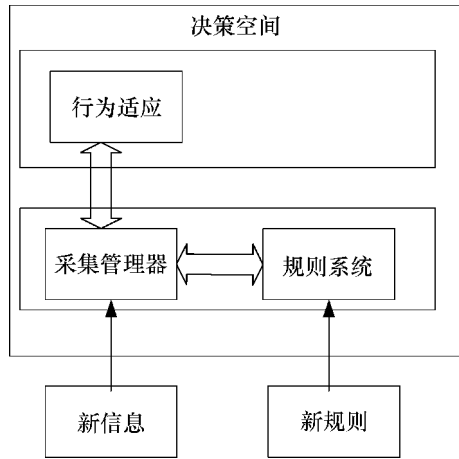 决策空间
行为适应
采集管理器
规则系统
新信息
新规则